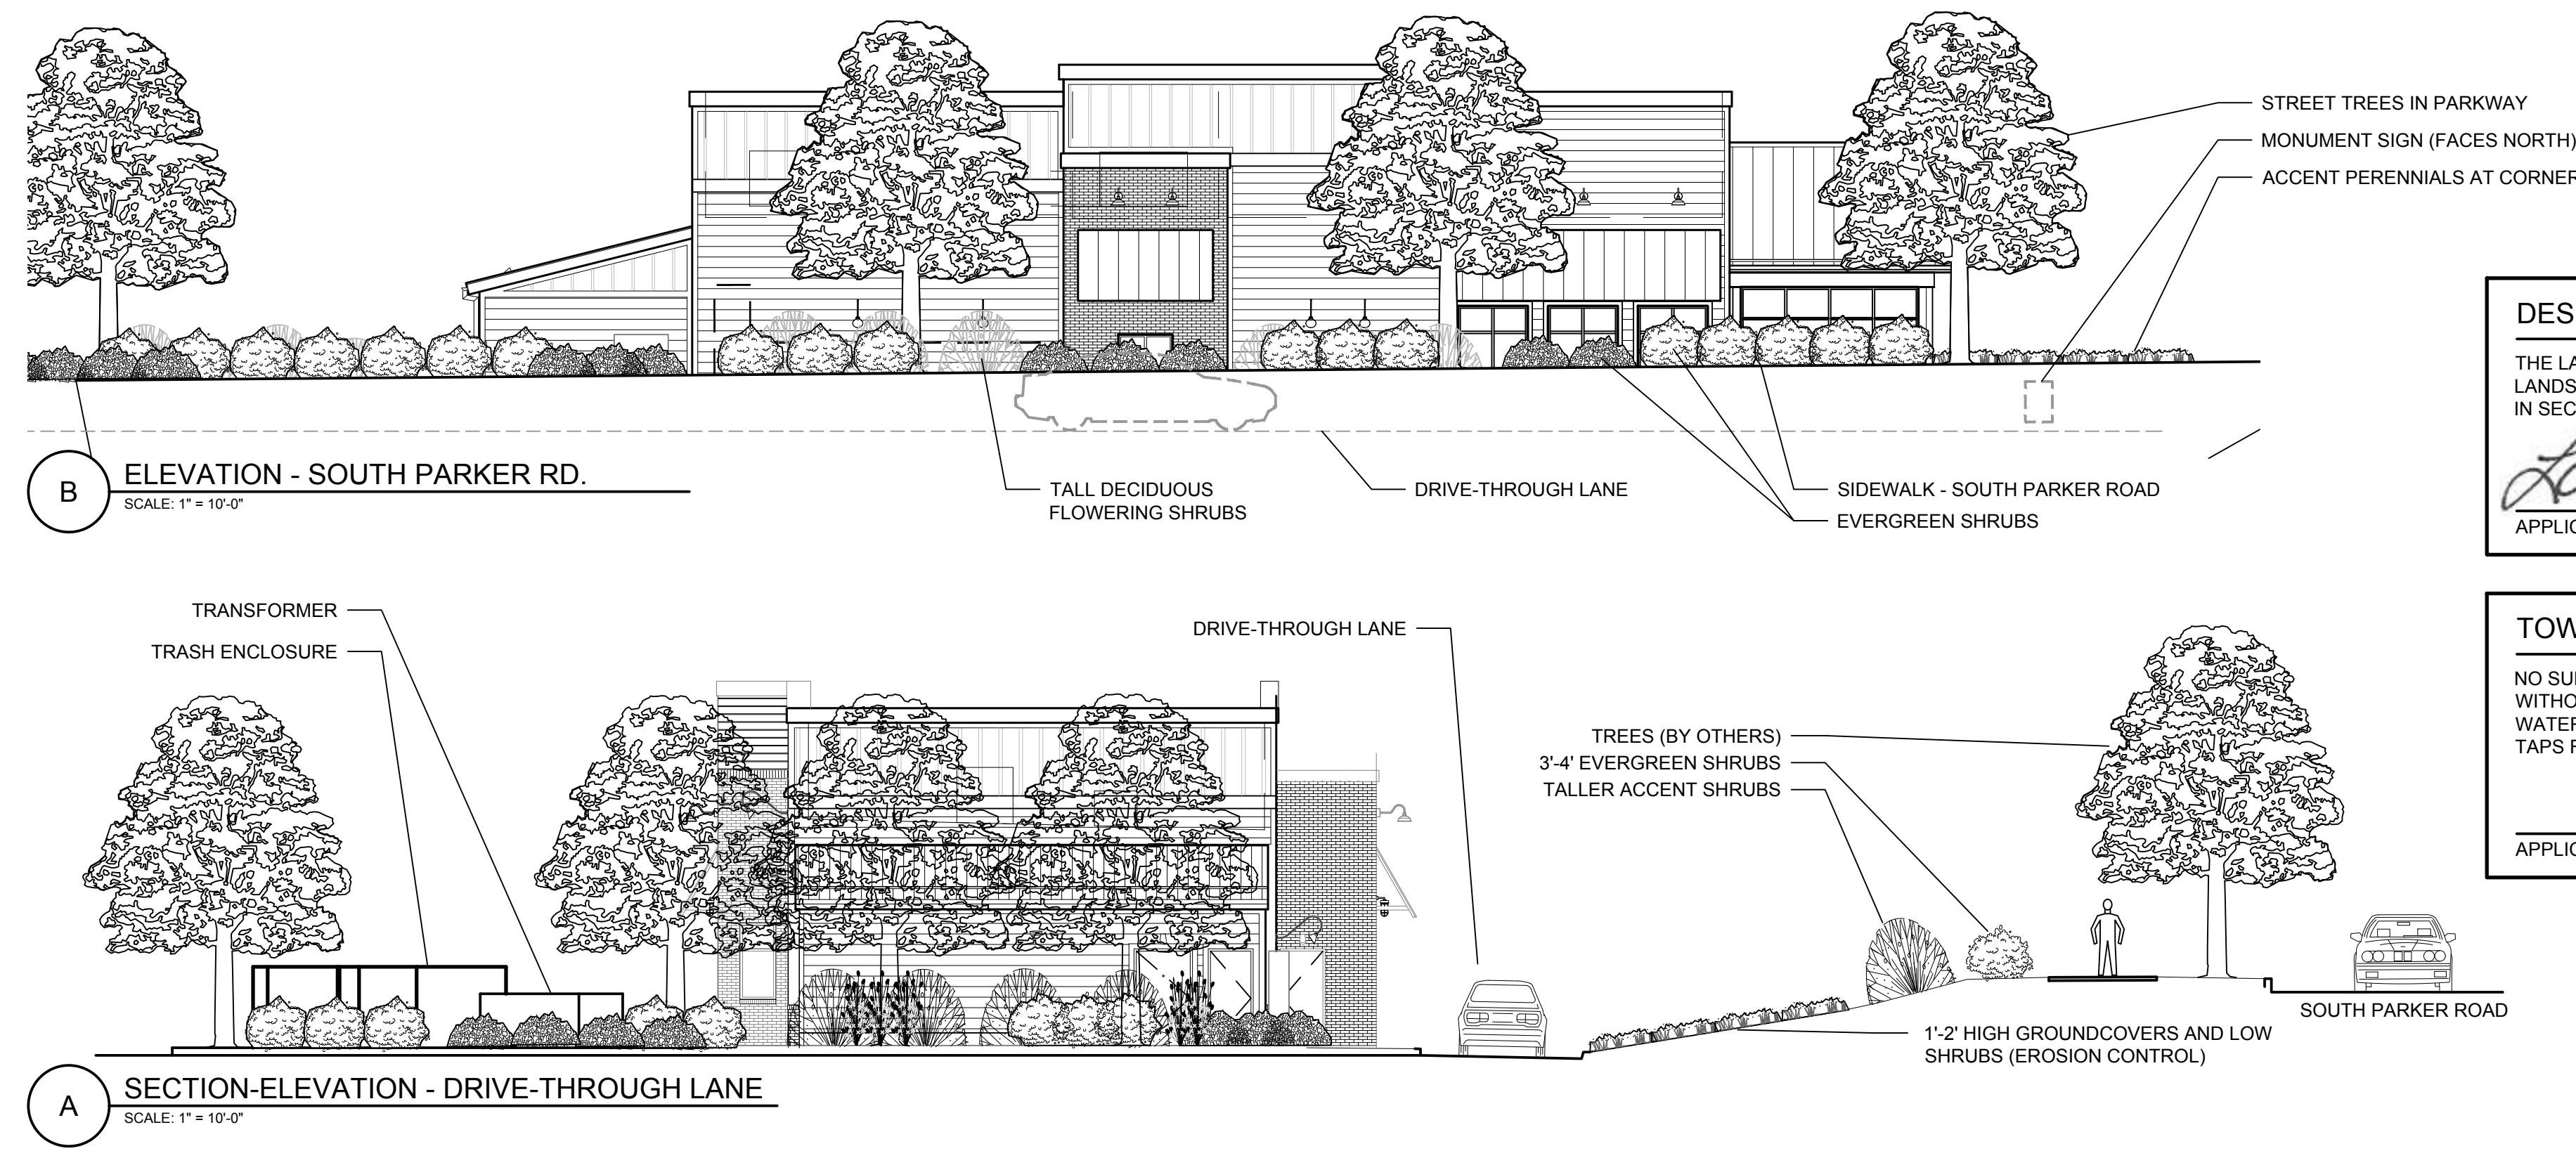 STREET TREES IN PARKWAY
MONUMENT SIGN (FACES NORTH)
ACCENT PERENNIALS AT CORNER
B
ELEVATION - SOUTH PARKER RD.
SCALE: 1" = 10'-0"
TALL DECIDUOUS
FLOWERING SHRUBS
DRIVE-THROUGH LANE
SIDEWALK - SOUTH PARKER ROAD
EVERGREEN SHRUBS
DES
THE LA
LANDS
IN SEC
APPLIC
TRANSFORMER
TRASH ENCLOSURE
DRIVE-THROUGH LANE
TREES (BY OTHERS)
3'-4' EVERGREEN SHRUBS
TALLER ACCENT SHRUBS
SOUTH PARKER ROAD
1'-2' HIGH GROUNDCOVERS AND LOW
SHRUBS (EROSION CONTROL)
A
SECTION-ELEVATION - DRIVE-THROUGH LANE
SCALE: 1" = 10'-0"
TOW
NO SU
WITHO
WATER
TAPS F
APPLIC